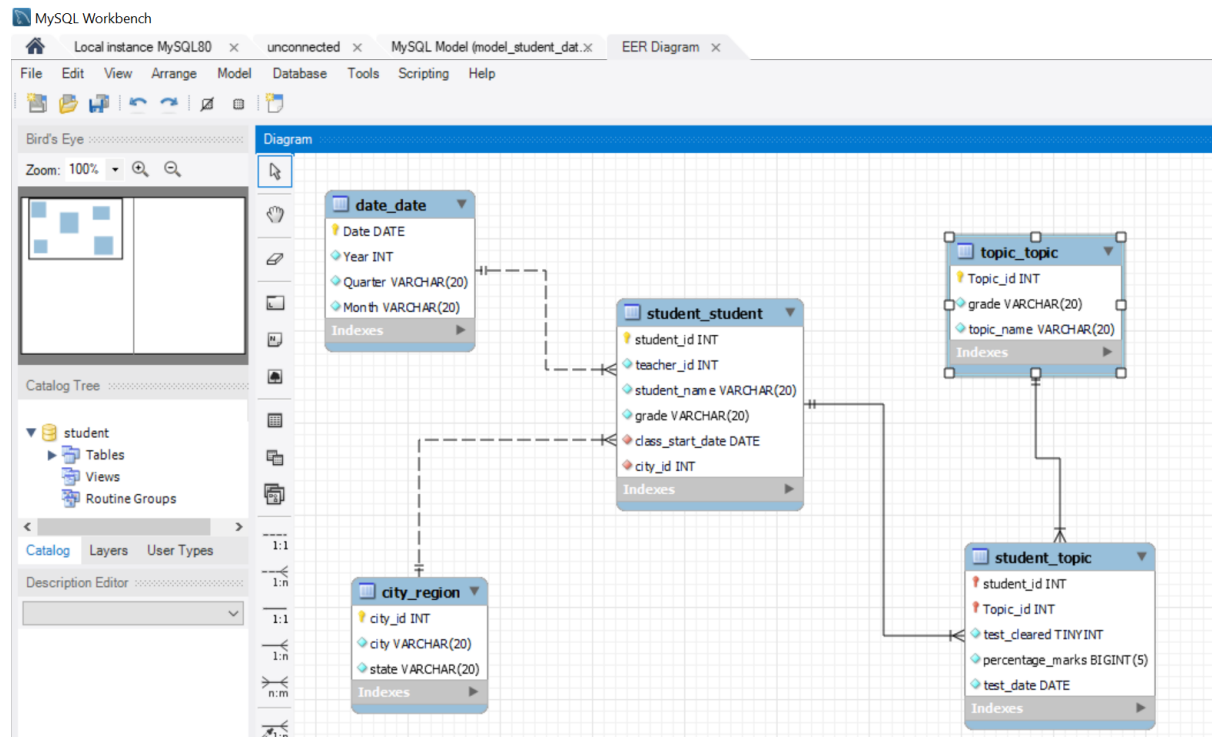 MySQL Workbench
Local instance MySQL80 unconnected MySQL Model (model_student_dat... EER Diagram
File Edit View Arrange Model Database Tools Scripting Help
Bird's Eye
Zoom: 100%
Catalog Tree
student
Tables
Views
Routine Groups
Catalog Layers User Types
Description Editor
Diagram
1:1
1:n
1:1
1:n
n:m
date_date
Date DATE
Year INT
Quarter VARCHAR(20)
Month VARCHAR(20)
Indexes
student_student
student_id INT
teacher_id INT
student_name VARCHAR(20)
grade VARCHAR(20)
class_start_date DATE
city_id INT
Indexes
topic_topic
Topic_id INT
grade VARCHAR(20)
topic_name VARCHAR(20)
Indexes
city_region
city_id INT
city VARCHAR(20)
state VARCHAR(20)
Indexes
student_topic
student_id INT
Topic_id INT
test_cleared TINYINT
percentage_marks BIGINT(5)
test_date DATE
Indexes